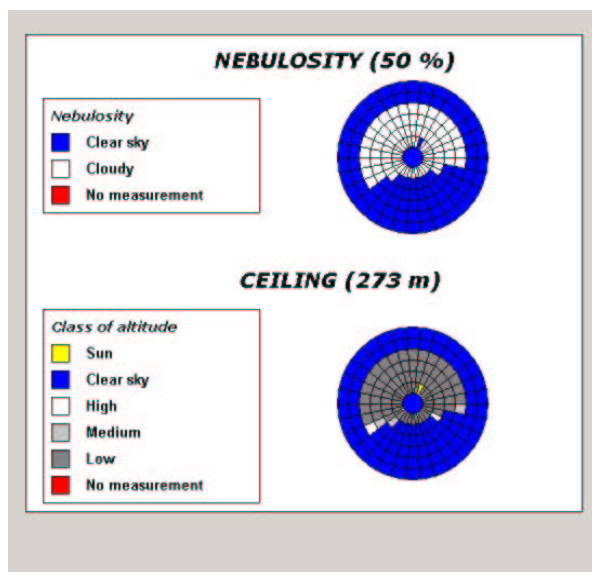 NEBULOSITY (50 %)
Nebulosity
Clear sky
Cloudy
No measurement
CEILING (273 m)
Class of altitude
Sun
Clear sky
High
Medium
Low
No measurement